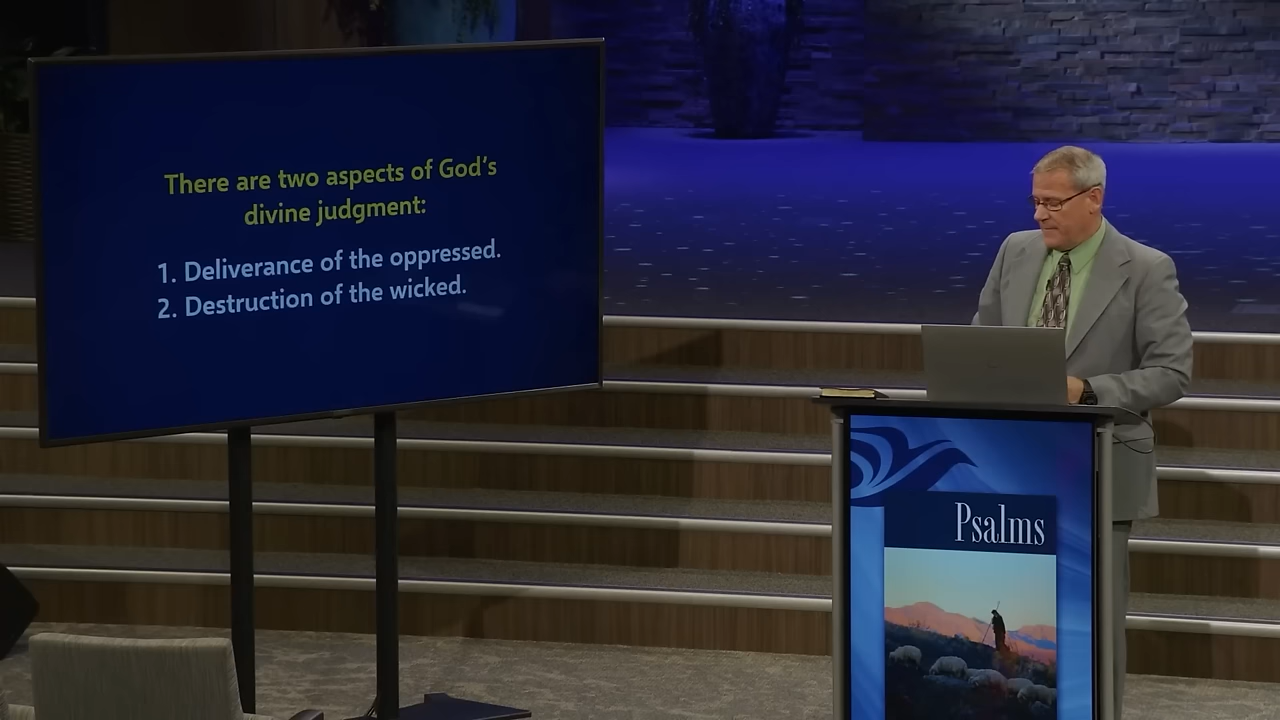 There are two aspects of God's
divine judgment:
1. Deliverance of the oppressed.
2. Destruction of the wicked.
Psalms